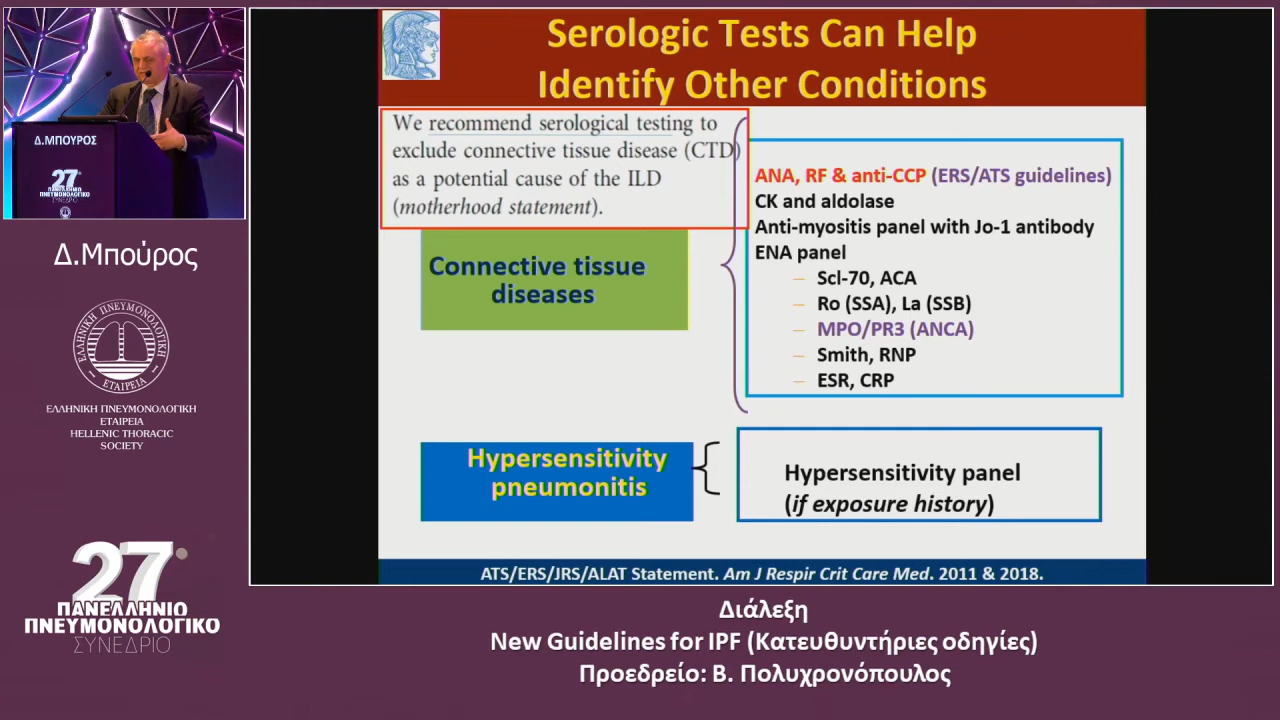 Serologic Tests Can Help
Identify Other Conditions
We recommend serological testing to
exclude connective tissue disease (CTD)
as a potential cause of the ILD
(motherhood statement).
Connective tissue
diseases
ANA, RF & anti-CCP (ERS/ATS guidelines)
CK and aldolase
Anti-myositis panel with Jo-1 antibody
ENA panel
– Scl-70, ACA
– Ro (SSA), La (SSB)
– MPO/PR3 (ANCA)
– Smith, RNP
– ESR, CRP
Hypersensitivity
pneumonitis
Hypersensitivity panel
(if exposure history)
ATS/ERS/JRS/ALAT Statement. Am J Respir Crit Care Med. 2011 & 2018.
Δ.ΜΠΟΥΡΟΣ
27°
ΠΑΝΕΛΛΗΝΙΟ
ΠΝΕΥΜΟΝΟΛΟΓΙΚΟ
ΣΥΝΕΔΡΙΟ
Δ.Μπούρος
ΕΛΛΗΝΙΚΗ ΠΝΕΥΜΟΝΟΛΟΓΙΚΗ
ΕΤΑΙΡΕΙΑ
ΕΛΛΗΝΙΚΗ ΠΝΕΥΜΟΝΟΛΟΓΙΚΗ
ΕΤΑΙΡΕΙΑ
HELLENIC THORACIC
SOCIETY
27°
ΠΑΝΕΛΛΗΝΙΟ
ΠΝΕΥΜΟΝΟΛΟΓΙΚΟ
ΣΥΝΕΔΡΙΟ
Διάλεξη
New Guidelines for IPF (Κατευθυντήριες οδηγίες)
Προεδρείο: Β. Πολυχρονόπουλος